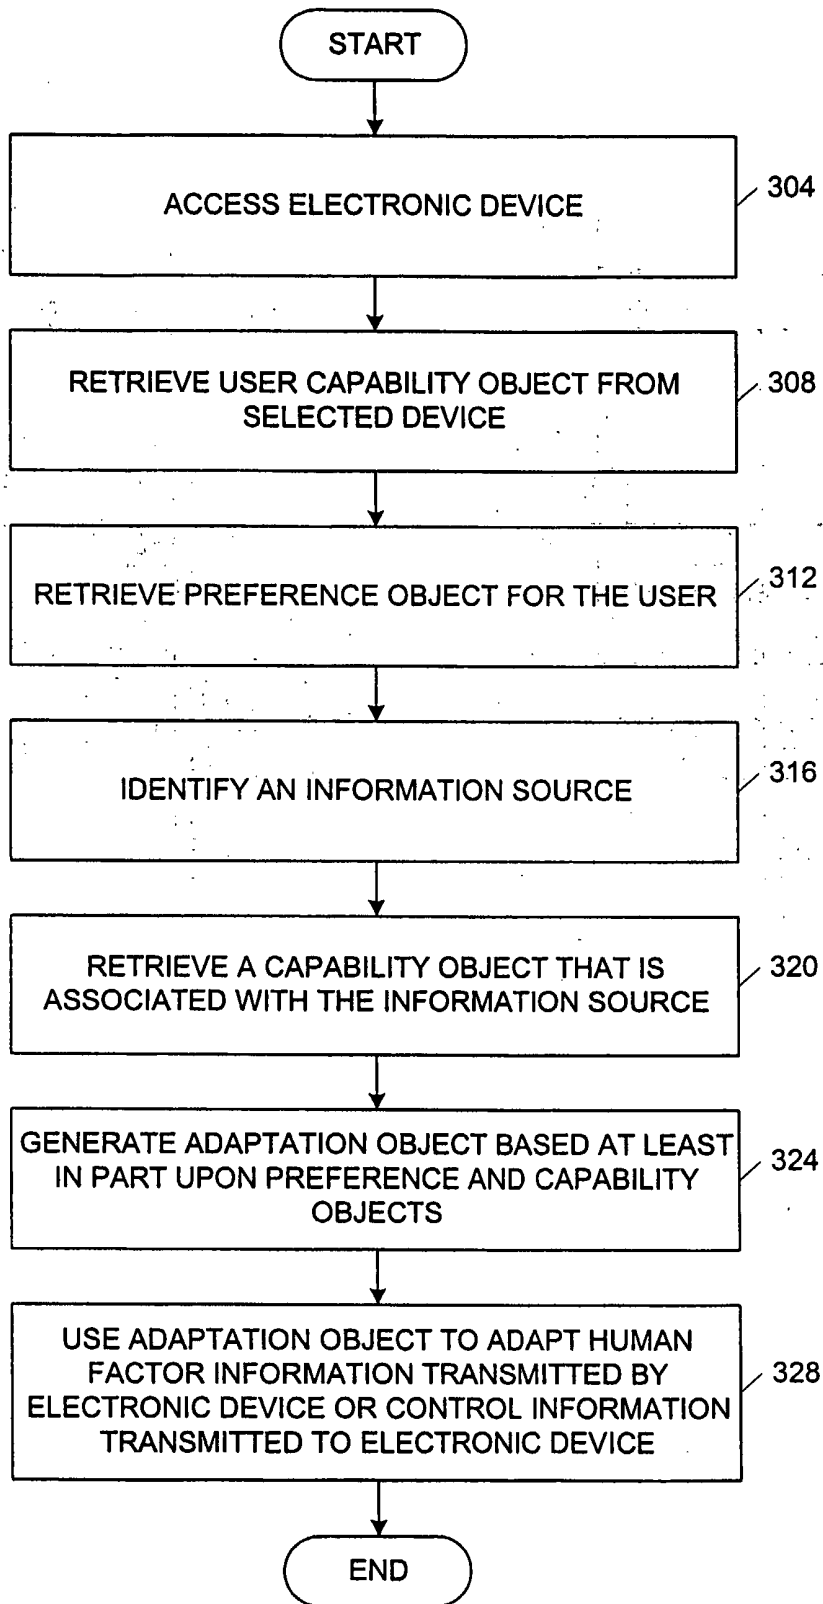 START
ACCESS ELECTRONIC DEVICE
304
RETRIEVE USER CAPABILITY OBJECT FROM
SELECTED DEVICE
308
RETRIEVE PREFERENCE OBJECT FOR THE USER
312
IDENTIFY AN INFORMATION SOURCE
316
RETRIEVE A CAPABILITY OBJECT THAT IS
ASSOCIATED WITH THE INFORMATION SOURCE
320
GENERATE ADAPTATION OBJECT BASED AT LEAST
IN PART UPON PREFERENCE AND CAPABILITY
OBJECTS
324
USE ADAPTATION OBJECT TO ADAPT HUMAN
FACTOR INFORMATION TRANSMITTED BY
ELECTRONIC DEVICE OR CONTROL INFORMATION
TRANSMITTED TO ELECTRONIC DEVICE
328
END